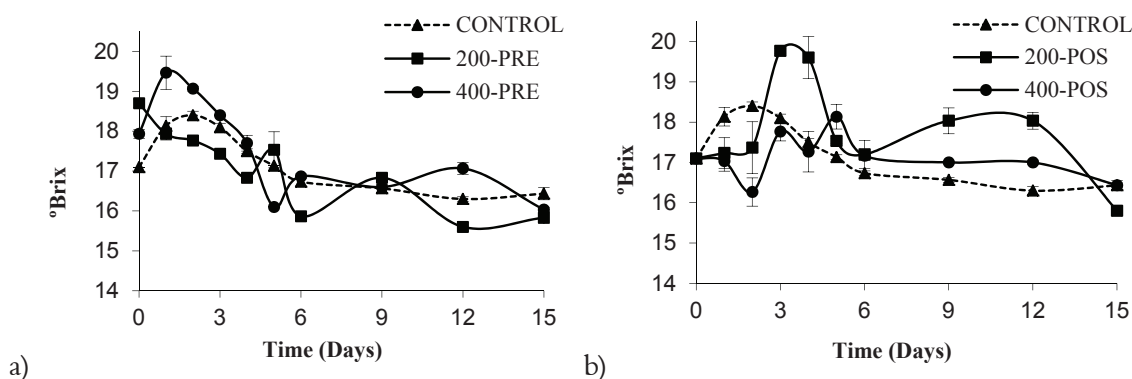 CONTROL
200-PRE
400-PRE
20
19
18
17
16
15
14
ºBrix
0 3 6 9 12 15
Time (Days)
a)
CONTROL
200-POS
400-POS
20
19
18
17
16
15
14
ºBrix
0 3 6 9 12 15
Time (Days)
b)